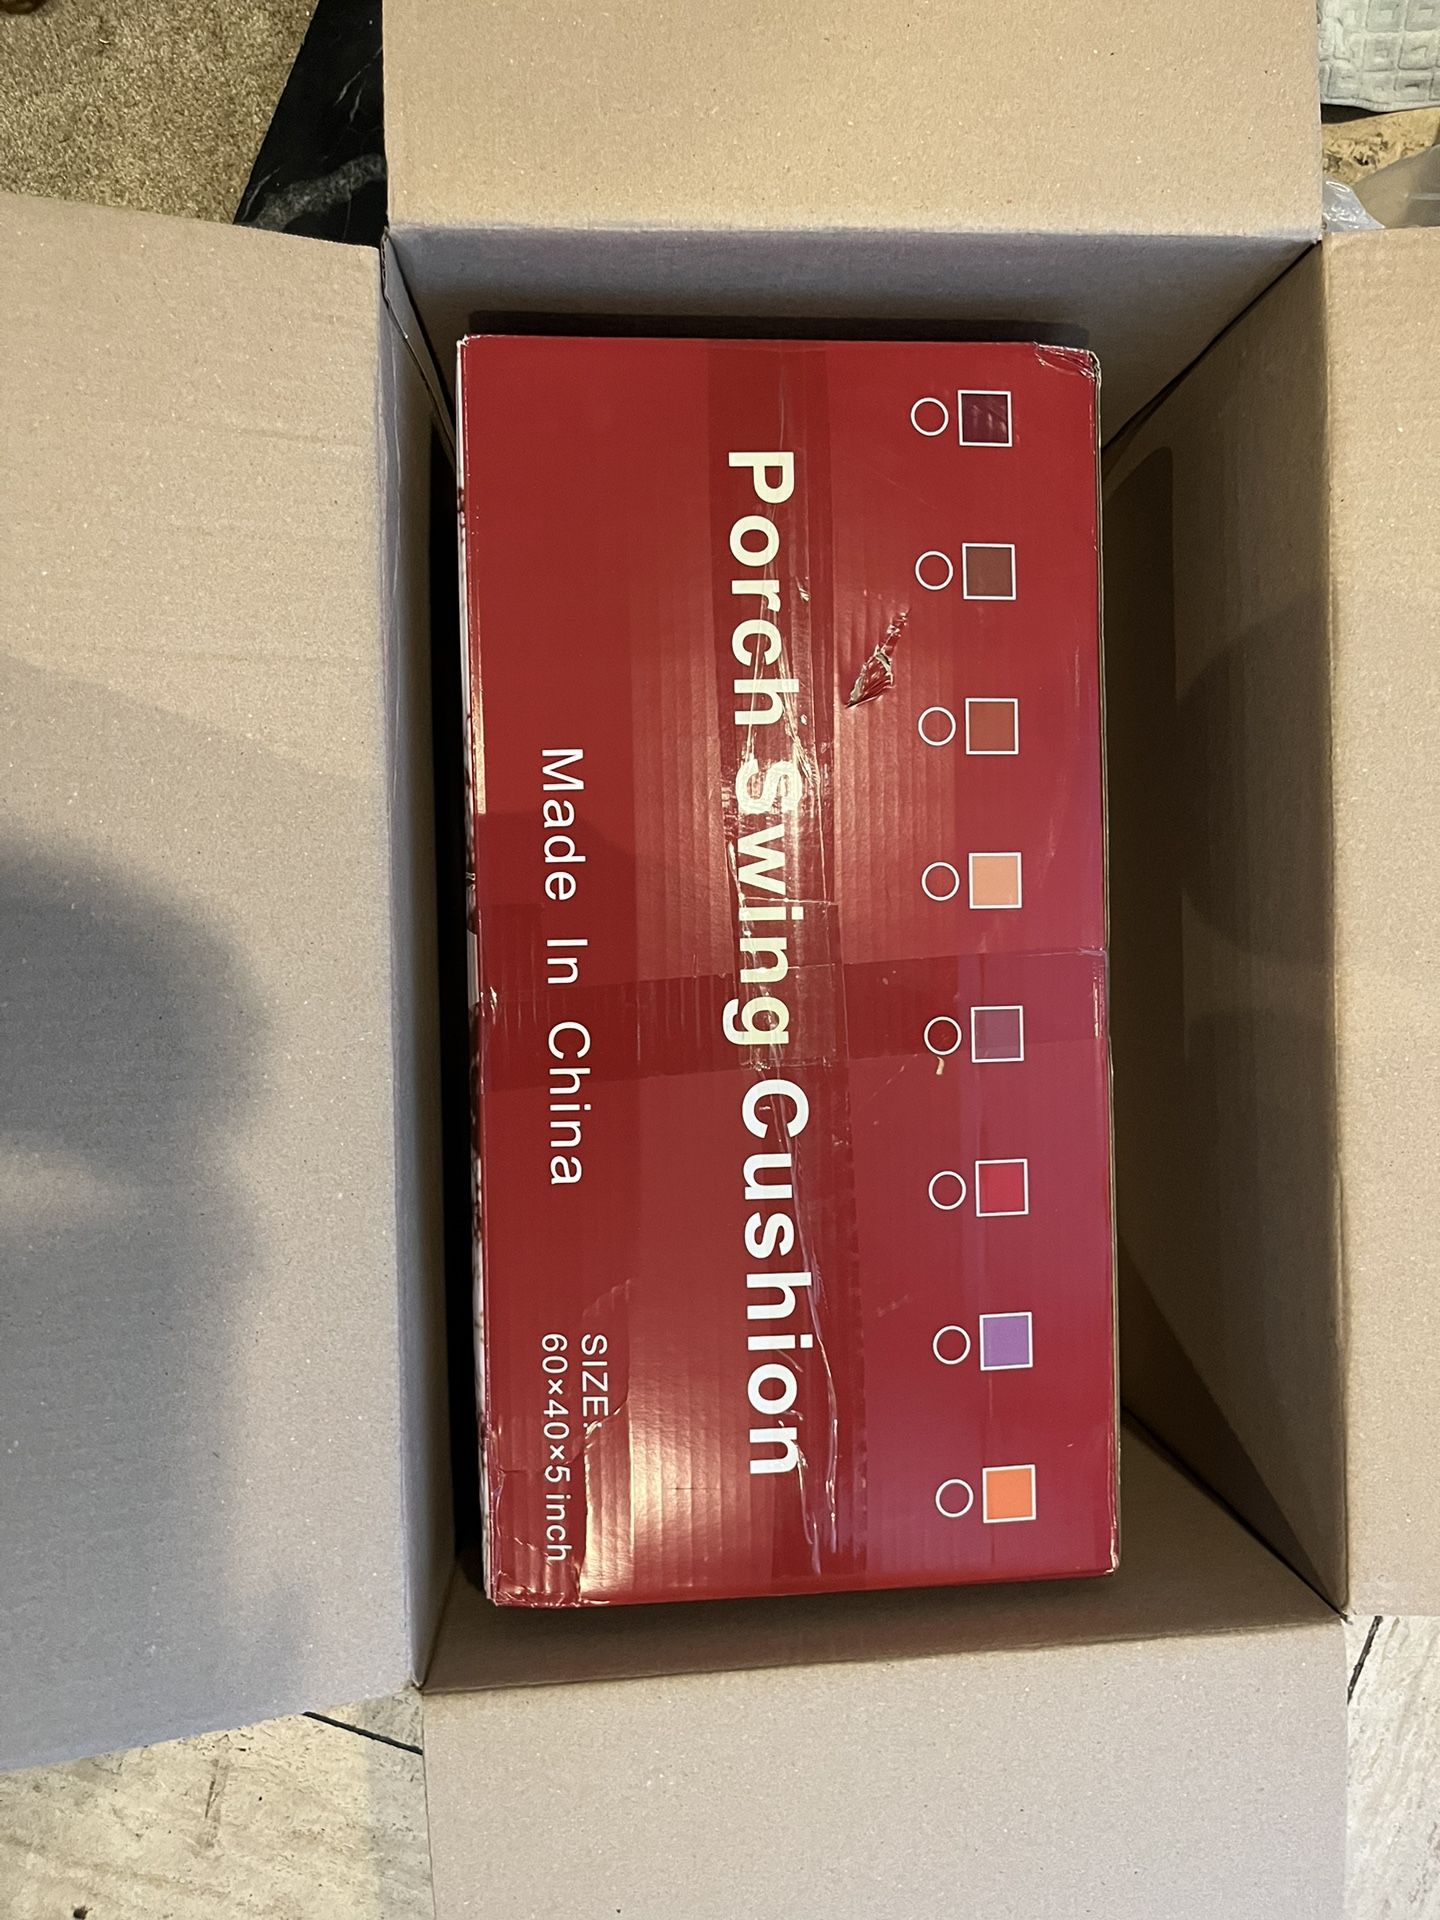 Porch Swing Cushion
Made In China
SIZE:
60×40×5 inch